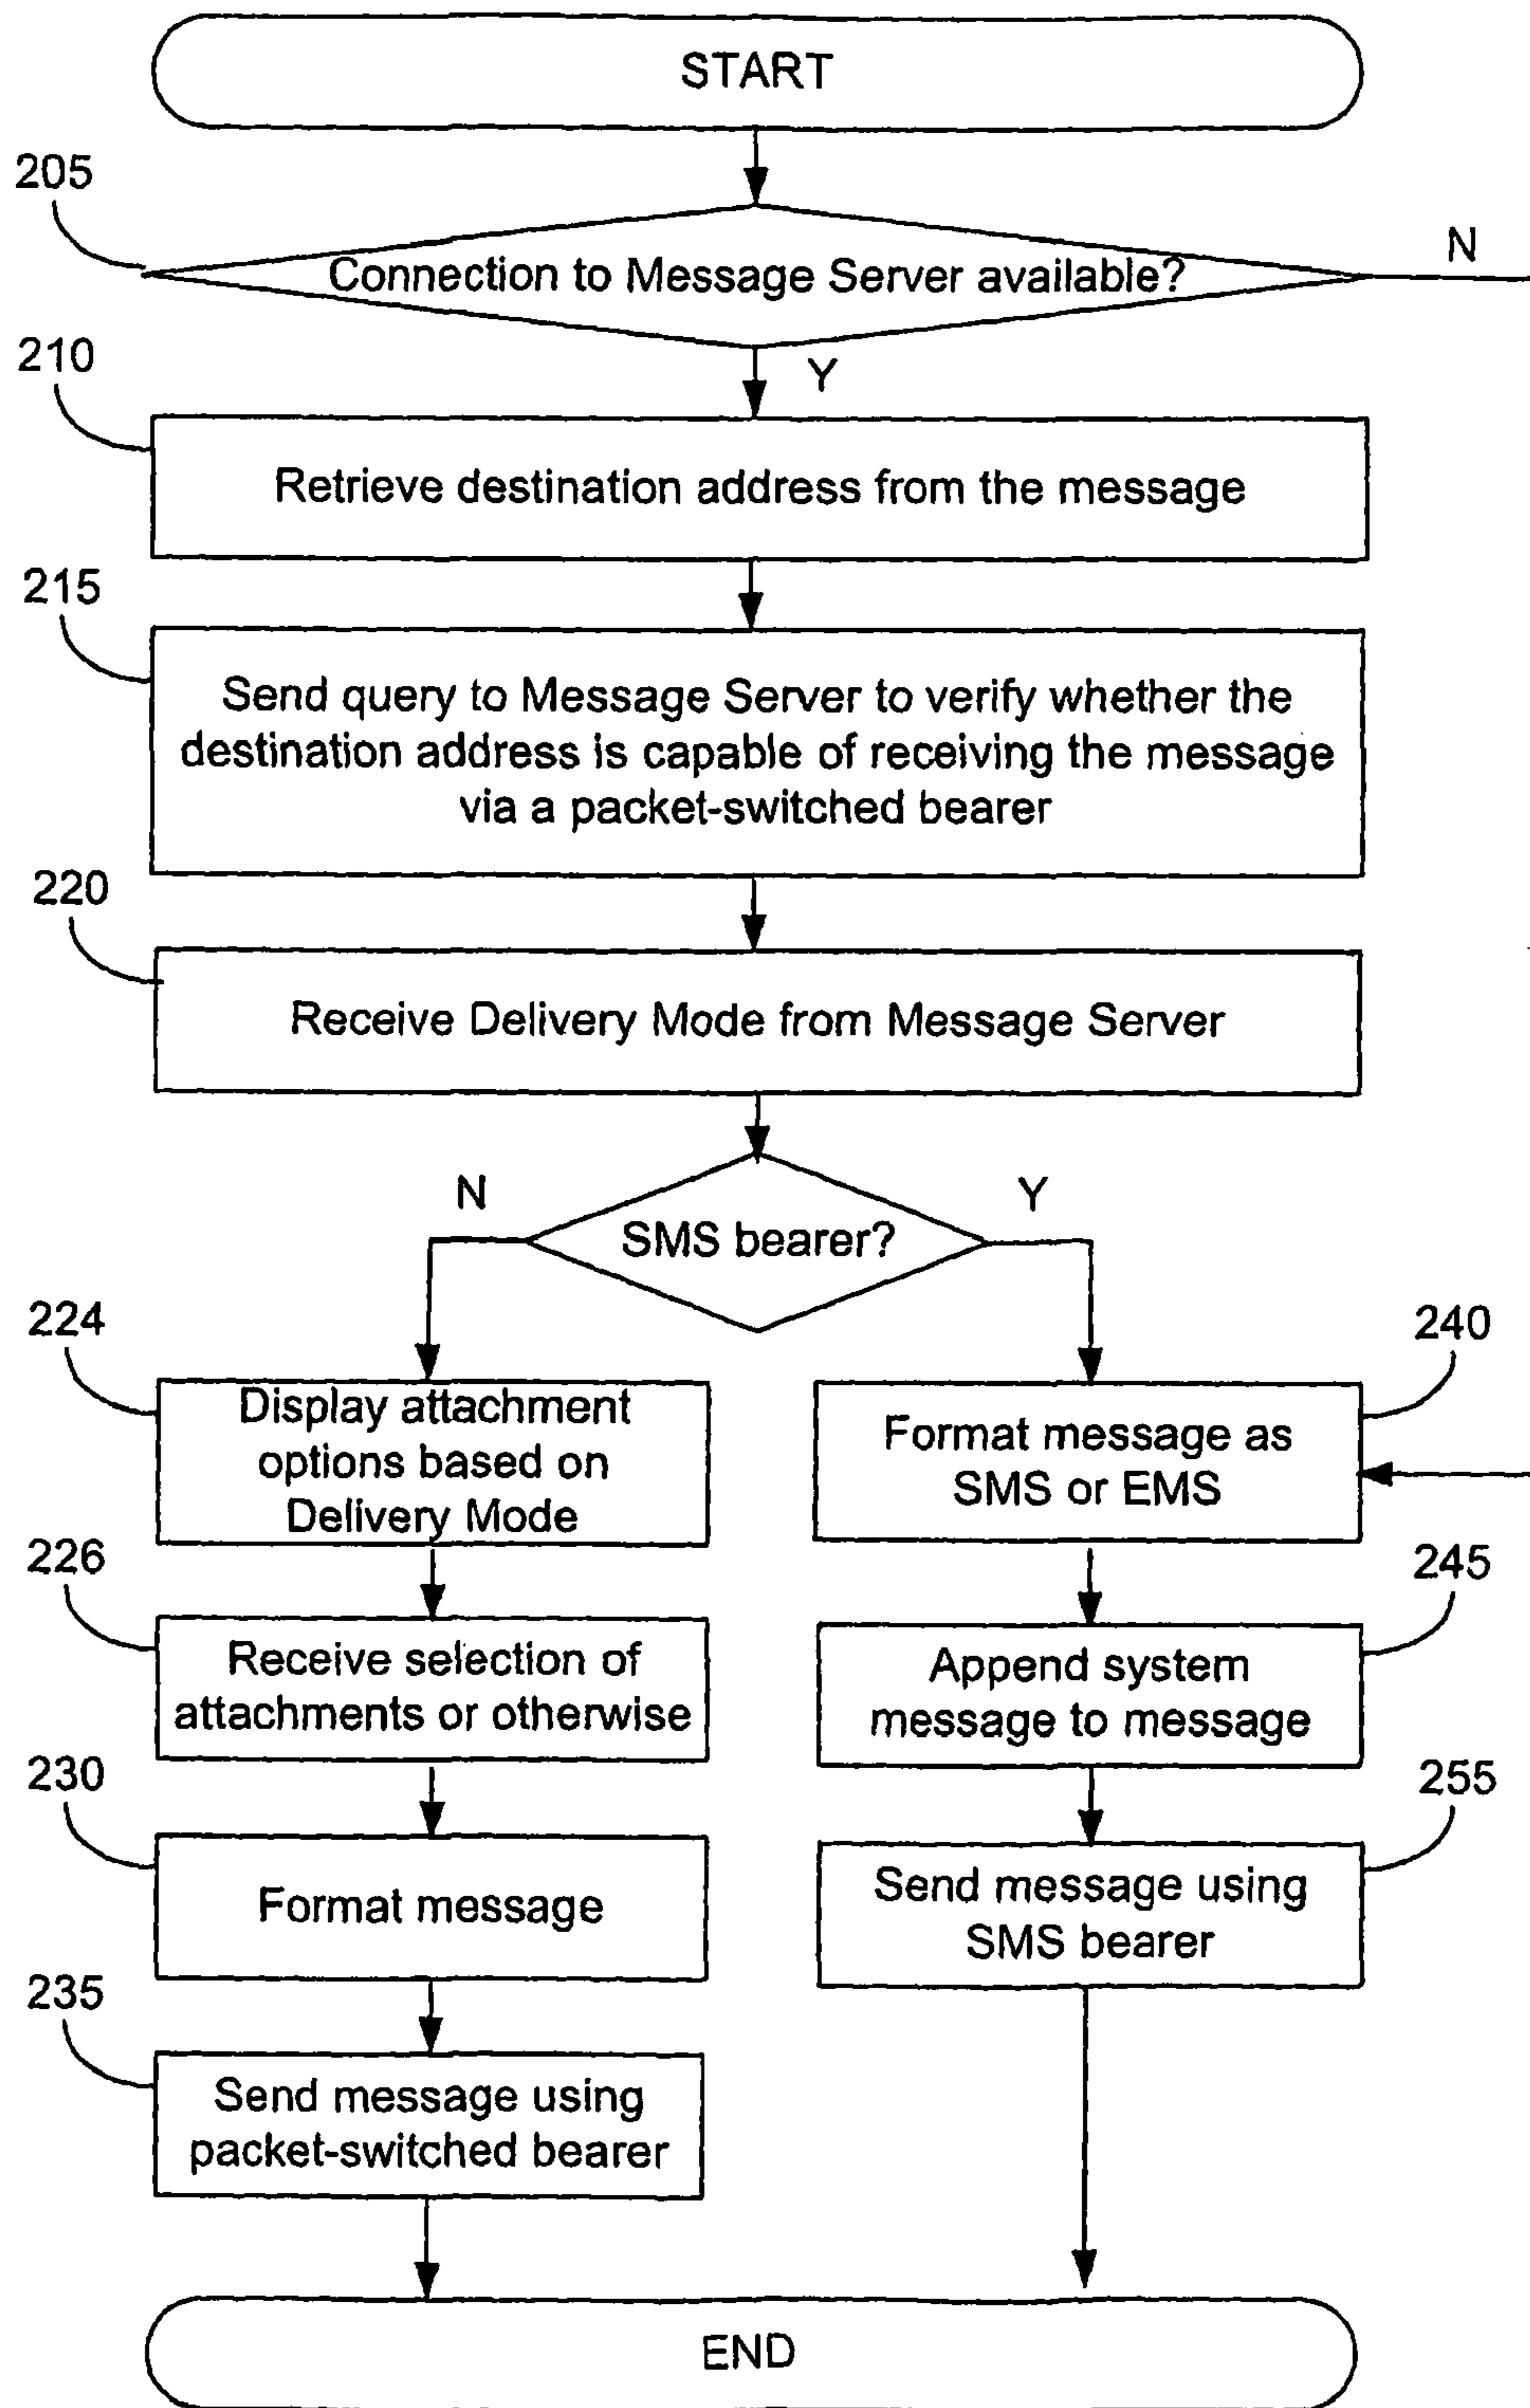 START
205
Connection to Message Server available?
N
210
Y
Retrieve destination address from the message
215
Send query to Message Server to verify whether the
destination address is capable of receiving the message
via a packet-switched bearer
220
Receive Delivery Mode from Message Server
N
Y
SMS bearer?
224
Display attachment
options based on
Delivery Mode
240
Format message as
SMS or EMS
226
Receive selection of
attachments or otherwise
245
Append system
message to message
230
Format message
255
Send message using
SMS bearer
235
Send message using
packet-switched bearer
END